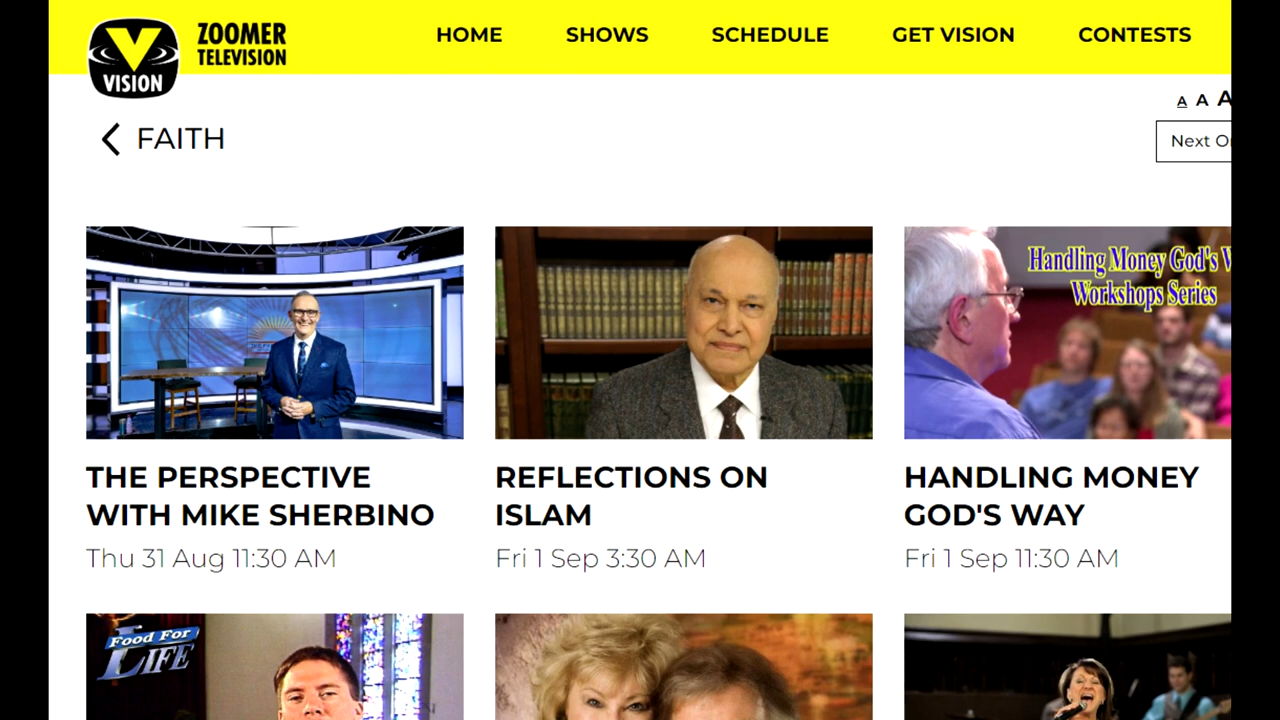 VISION
ZOOMER
TELEVISION
HOME SHOWS SCHEDULE GET VISION CONTESTS
A A A
FAITH
Next
Handling Money God's
Workshops Series
THE PERSPECTIVE
WITH MIKE SHERBINO
Thu 31 Aug 11:30 AM
REFLECTIONS ON
ISLAM
Fri 1 Sep 3:30 AM
HANDLING MONEY
GOD'S WAY
Fri 1 Sep 11:30 AM
FOOD FOR
LIFE